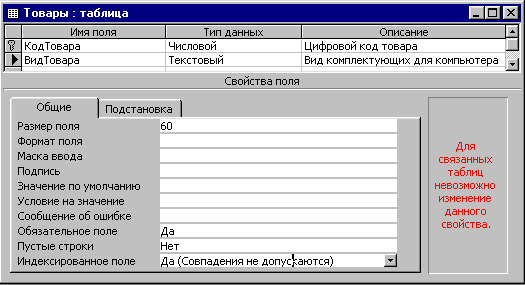 Товары : таблица
Имя поля Тип данных Описание
КодТовара Числовой Цифровой код товара
ВидТовара Текстовый Вид комплектующих для компьютера
Свойства поля
Общие Подстановка
Размер поля 60
Формат поля
Маска ввода
Подпись
Значение по умолчанию
Условие на значение
Сообщение об ошибке
Обязательное поле Да
Пустые строки Нет
Индексированное поле Да (Совпадения не допускаются)
Для
связанных
таблиц
невозможно
изменение
данного
свойства.